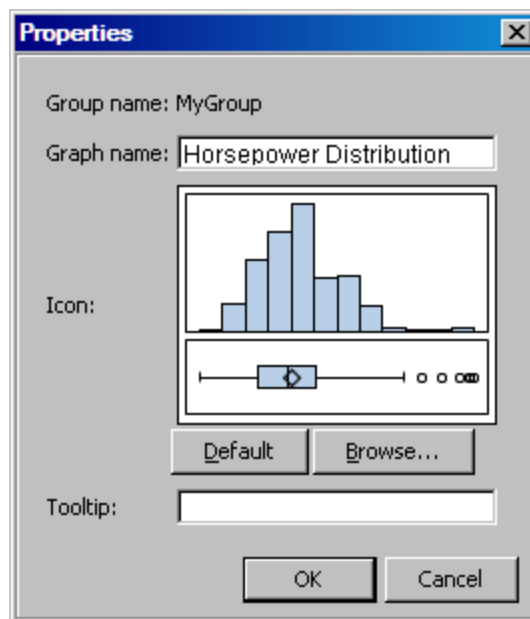 Properties
Group name: MyGroup
Graph name: Horsepower Distribution
Icon:
Default Browse...
Tooltip:
OK Cancel